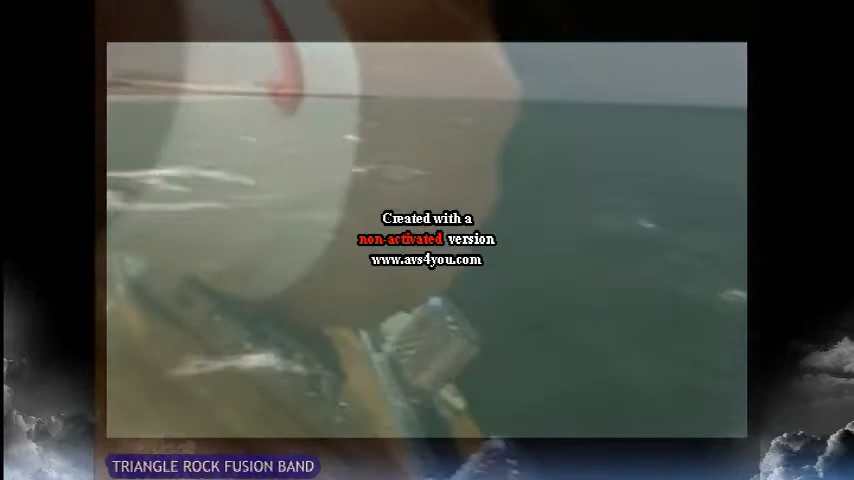 Created with a
non-activated version
www.avs4you.com
TRIANGLE ROCK FUSION BAND